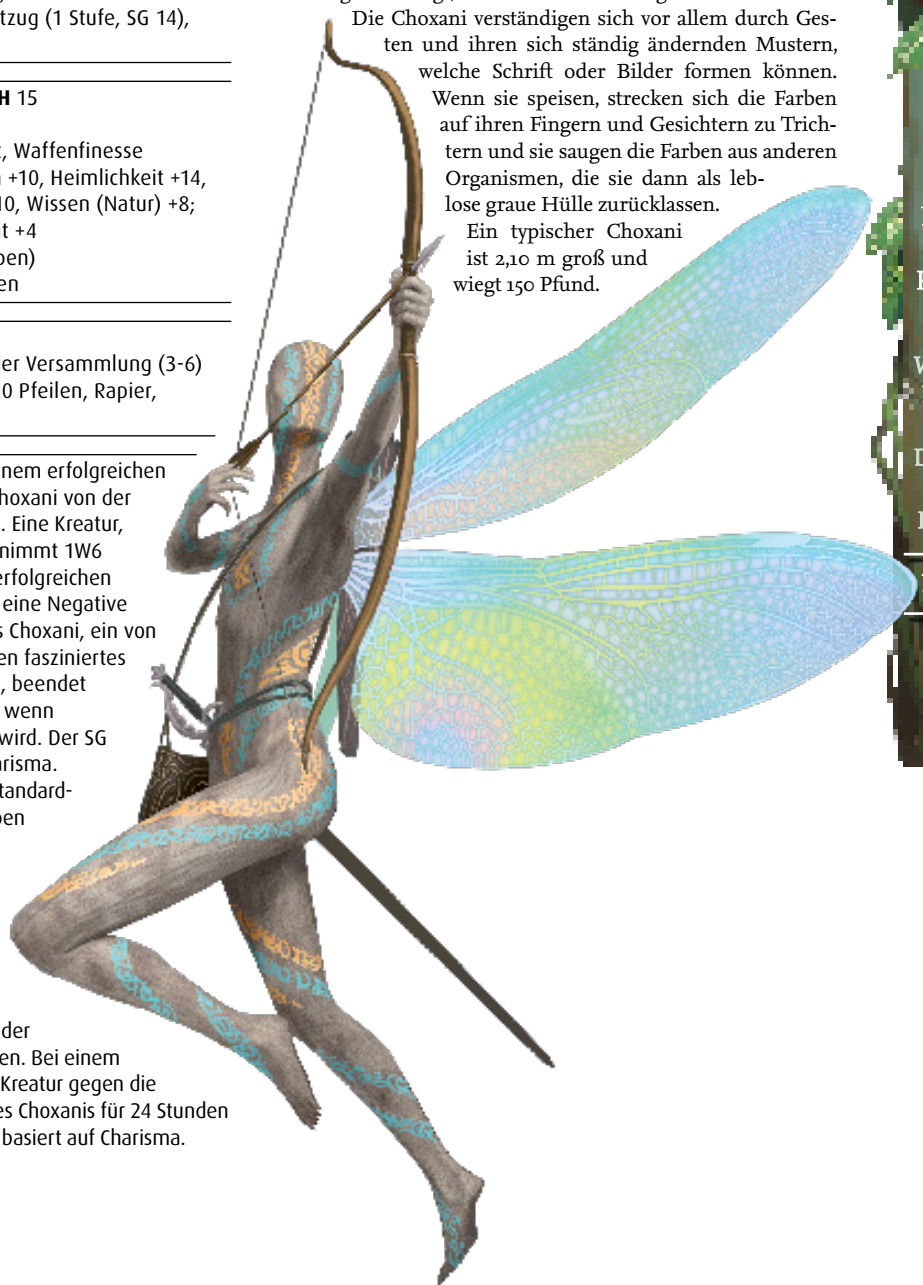 tzug (1 Stufe, SG 14),
H 15
, Waffenfinesse
+10, Heimlichkeit +14,
10, Wissen (Natur) +8;
it +4
ben)
en
er Versammlung (3-6)
0 Pfeilen, Rapier,
nem erfolgreichen
hoxani von der
. Eine Kreatur,
nimmt 1W6
erfolgreichen
eine Negative
s Choxani, ein von
en fasziniertes
, beendet
wenn
wird. Der SG
arisma.
tandard-
ben
der
en. Bei einem
Kreatur gegen die
es Choxanis für 24 Stunden
basiert auf Charisma.
Die Choxani verständigen sich vor allem durch Ges-
ten und ihren sich ständig ändernden Mustern,
welche Schrift oder Bilder formen können.
Wenn sie speisen, strecken sich die Farben
auf ihren Fingern und Gesichtern zu Trich-
tern und sie saugen die Farben aus anderen
Organismen, die sie dann als leb-
lose graue Hülle zurücklassen.
Ein typischer Choxani
ist 2,10 m groß und
wiegt 150 Pfund.